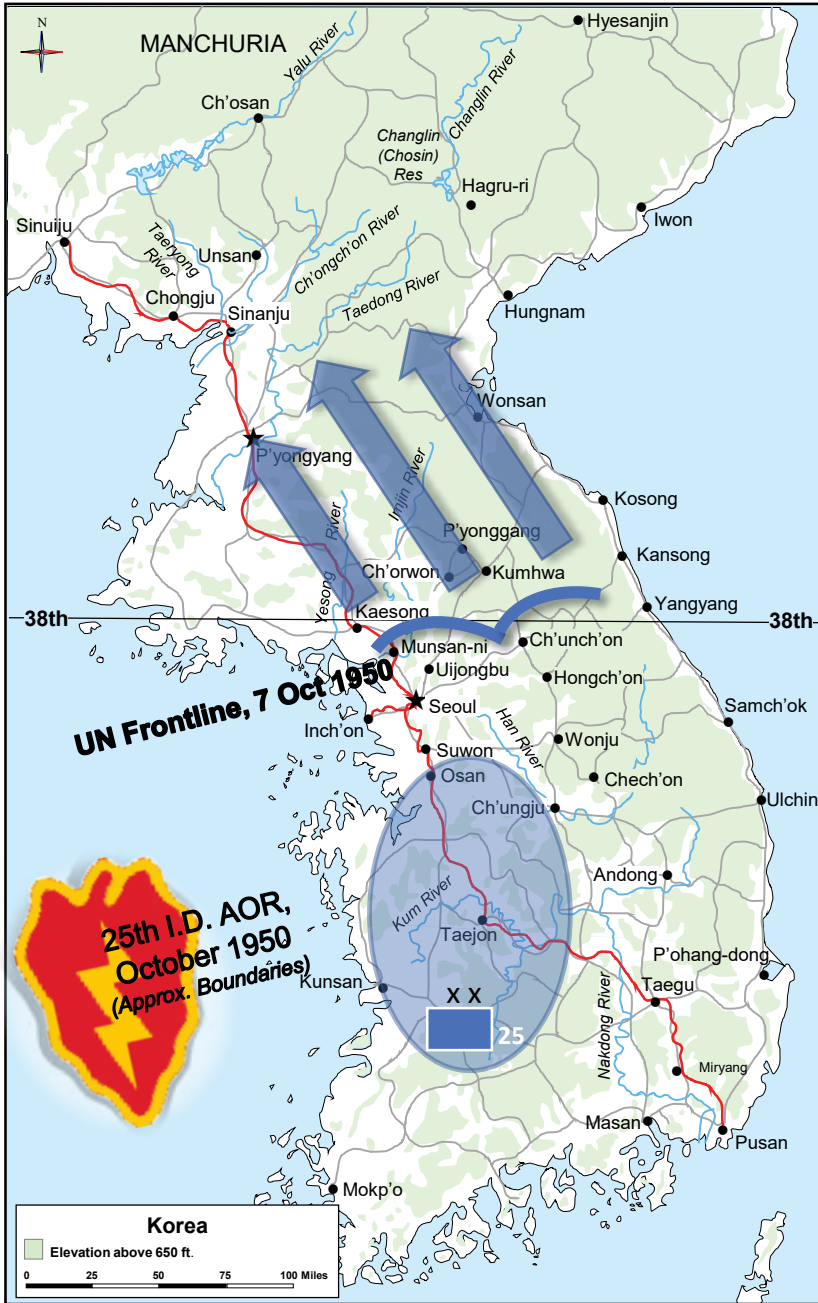 N
MANCHURIA
Hyesanjin
Yalu River
Ch'osan
Changlin River
Changlin
(Chosin)
Res
Hagru-ri
Iwon
Sinuiju
Taeryong
River
Unsan
Ch'ongch'on River
Chongju
Sinanju
Taedong River
Hungnam
Wonsan
P'yongyang
Imjin River
Kosong
Yesong River
P'yonggang
Kansong
Ch'orwon
Kumhwa
Yangyang
38th
Kaesong
38th
Munsan-ni
Ch'unch'on
Uijongbu
Hongch'on
UN Frontline, 7 Oct 1950
Seoul
Samch'ok
Inch'on
Han River
Wonju
Suwon
Osan
Chech'on
Ch'ungju
Ulchin
Andong
25th I.D. AOR,
October 1950
(Approx. Boundaries)
Kum River
Taejon
P'ohang-dong
Kunsan
Taegu
X X
25
Nakdong River
Miryang
Masan
Pusan
Mokp'o
Korea
Elevation above 650 ft.
0 25 50 75 100 Miles